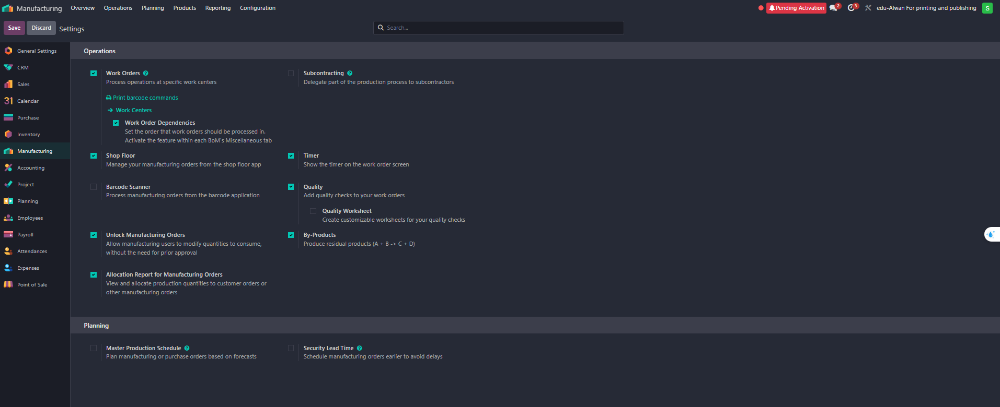 Manufacturing Overview Operations Planning Products Reporting Configuration Pending Activation 2 3 edu-Alwan For printing and publishing S
Save Discard Settings Search...
General Settings
CRM
Sales
31 Calendar
Purchase
Inventory
Manufacturing
Accounting
Project
Planning
Employees
Payroll
Attendances
Expenses
Point of Sale
Operations
Work Orders ?
Process operations at specific work centers
Print barcode commands
Work Centers
Work Order Dependencies
Set the order that work orders should be processed in.
Activate the feature within each BoM's Miscellaneous tab
Subcontracting ?
Delegate part of the production process to subcontractors
Shop Floor
Manage your manufacturing orders from the shop floor app
Timer
Show the timer on the work order screen
Barcode Scanner
Process manufacturing orders from the barcode application
Quality
Add quality checks to your work orders
Quality Worksheet
Create customizable worksheets for your quality checks
Unlock Manufacturing Orders
Allow manufacturing users to modify quantities to consume,
without the need for prior approval
By-Products
Produce residual products (A + B -> C + D)
Allocation Report for Manufacturing Orders
View and allocate production quantities to customer orders or
other manufacturing orders
Planning
Master Production Schedule ?
Plan manufacturing or purchase orders based on forecasts
Security Lead Time ?
Schedule manufacturing orders earlier to avoid delays